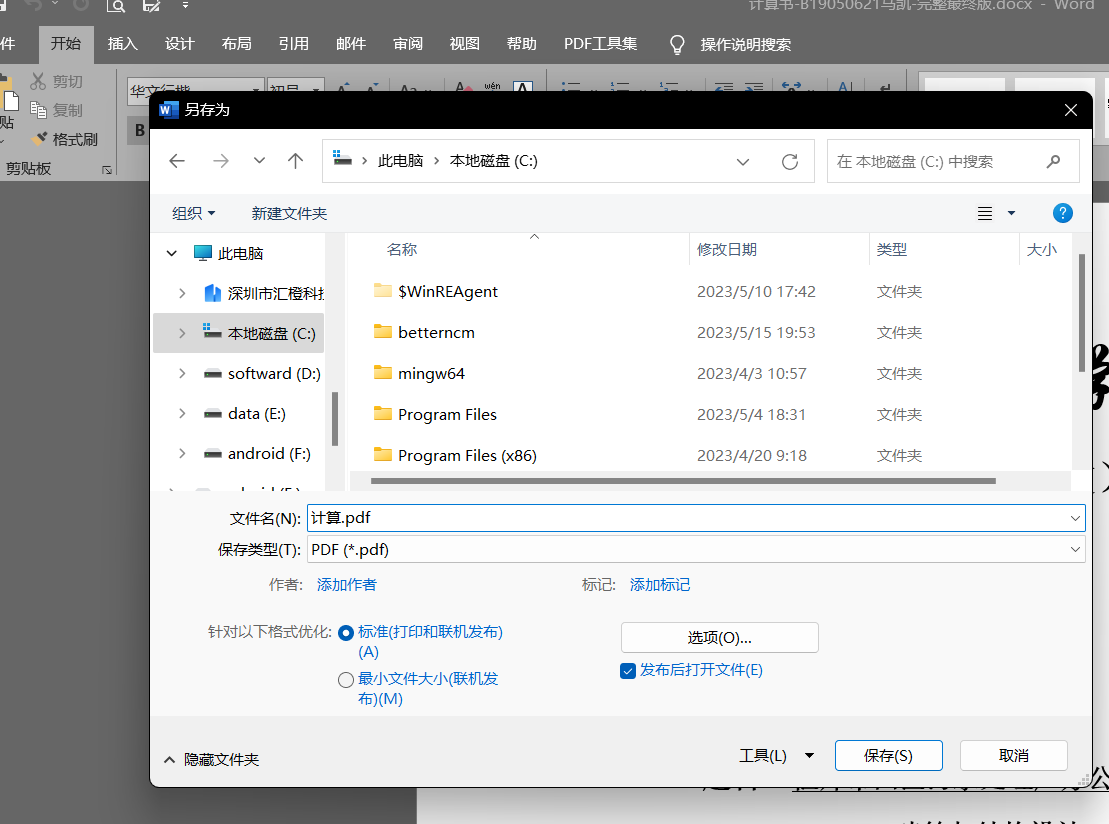 计算书-B19050621马凯-完整最终版.docx - Word
件 开始 插入 设计 布局 引用 邮件 审阅 视图 帮助 PDF工具集 操作说明搜索
剪切
复制
贴
格式刷
剪贴板
华文行楷 初号
wén
B
另存为
此电脑 本地磁盘 (C:)
在 本地磁盘 (C:) 中搜索
组织 新建文件夹
此电脑
深圳市汇橙科技
本地磁盘 (C:)
softward (D:)
data (E:)
android (F:)
名称 修改日期 类型 大小
$WinREAgent 2023/5/10 17:42 文件夹
betterncm 2023/5/15 19:53 文件夹
mingw64 2023/4/3 10:57 文件夹
Program Files 2023/5/4 18:31 文件夹
Program Files (x86) 2023/4/20 9:18 文件夹
文件名(N): 计算.pdf
保存类型(T): PDF (*.pdf)
作者: 添加作者 标记: 添加标记
针对以下格式优化: 标准(打印和联机发布)
(A)
最小文件大小(联机发
布)(M)
选项(O)...
发布后打开文件(E)
隐藏文件夹
工具(L) 保存(S) 取消